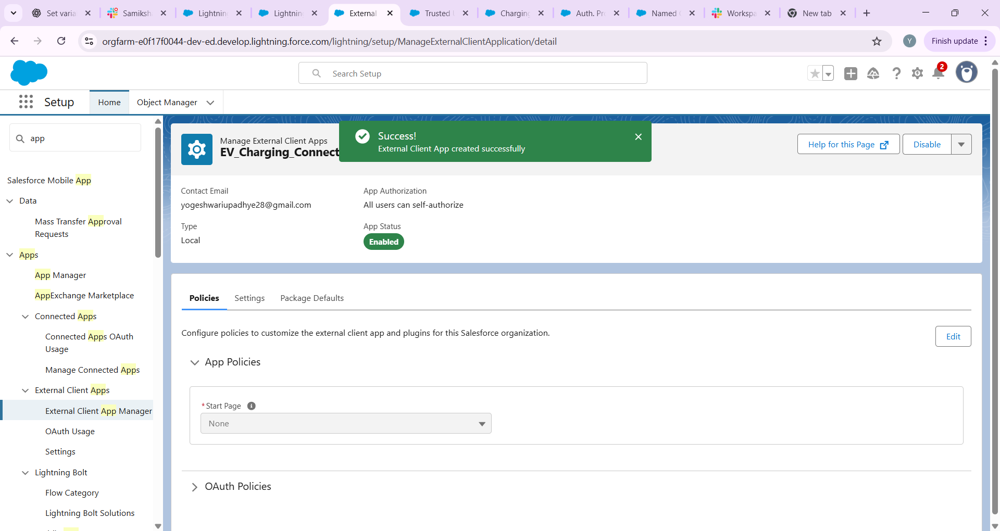 Set varia
Samiksh
Lightnin
Lightnin
External
Trusted
Charging
Auth. Pr
Named
Workspa
New tab
orgfarm-e0f17f0044-dev-ed.develop.lightning.force.com/lightning/setup/ManageExternalClientApplication/detail
Y
Finish update
Search Setup
2
Setup
Home
Object Manager
app
Salesforce Mobile App
Data
Mass Transfer Approval
Requests
Apps
App Manager
AppExchange Marketplace
Connected Apps
Connected Apps OAuth
Usage
Manage Connected Apps
External Client Apps
External Client App Manager
OAuth Usage
Settings
Lightning Bolt
Flow Category
Lightning Bolt Solutions
Manage External Client Apps
EV_Charging_Connect
Success!
External Client App created successfully
Help for this Page
Disable
Contact Email
yogeshwariupadhye28@gmail.com
App Authorization
All users can self-authorize
Type
Local
App Status
Enabled
Policies
Settings
Package Defaults
Configure policies to customize the external client app and plugins for this Salesforce organization.
Edit
App Policies
*Start Page
None
OAuth Policies